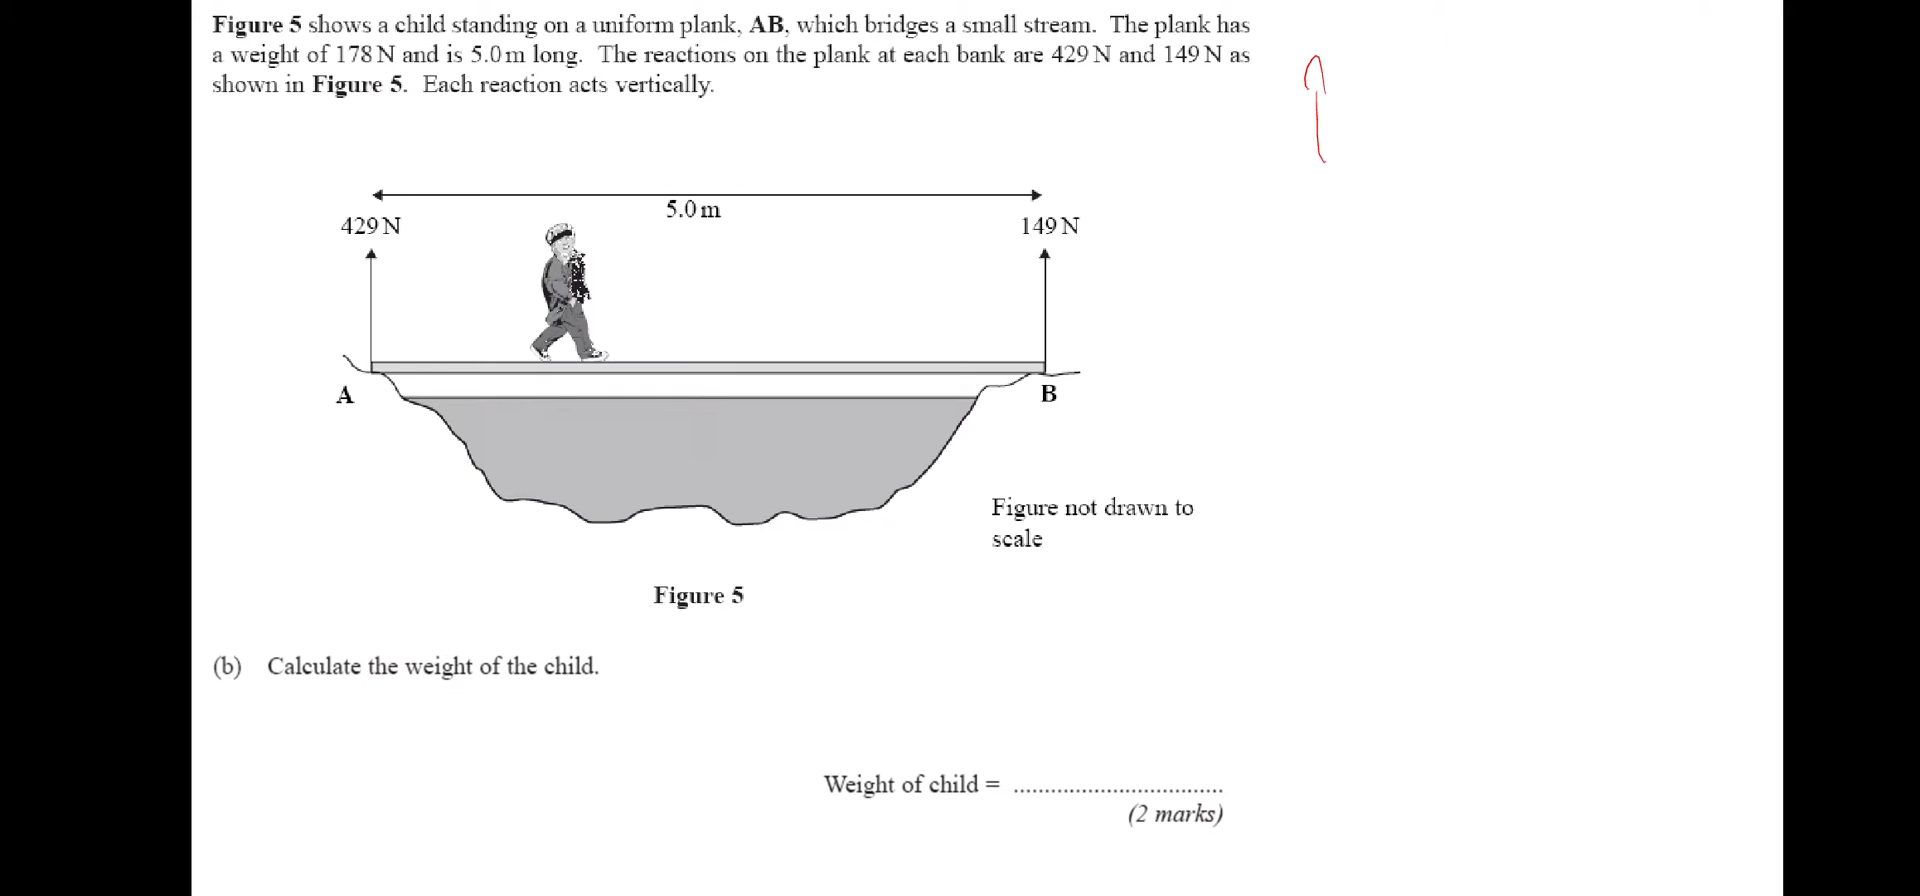 Figure 5 shows a child standing on a uniform plank, AB, which bridges a small stream. The plank has
a weight of 178 N and is 5.0 m long. The reactions on the plank at each bank are 429 N and 149 N as
shown in Figure 5. Each reaction acts vertically.
5.0 m
429 N
149 N
A
B
Figure not drawn to
scale
Figure 5
(b) Calculate the weight of the child.
Weight of child = ..................................
(2 marks)